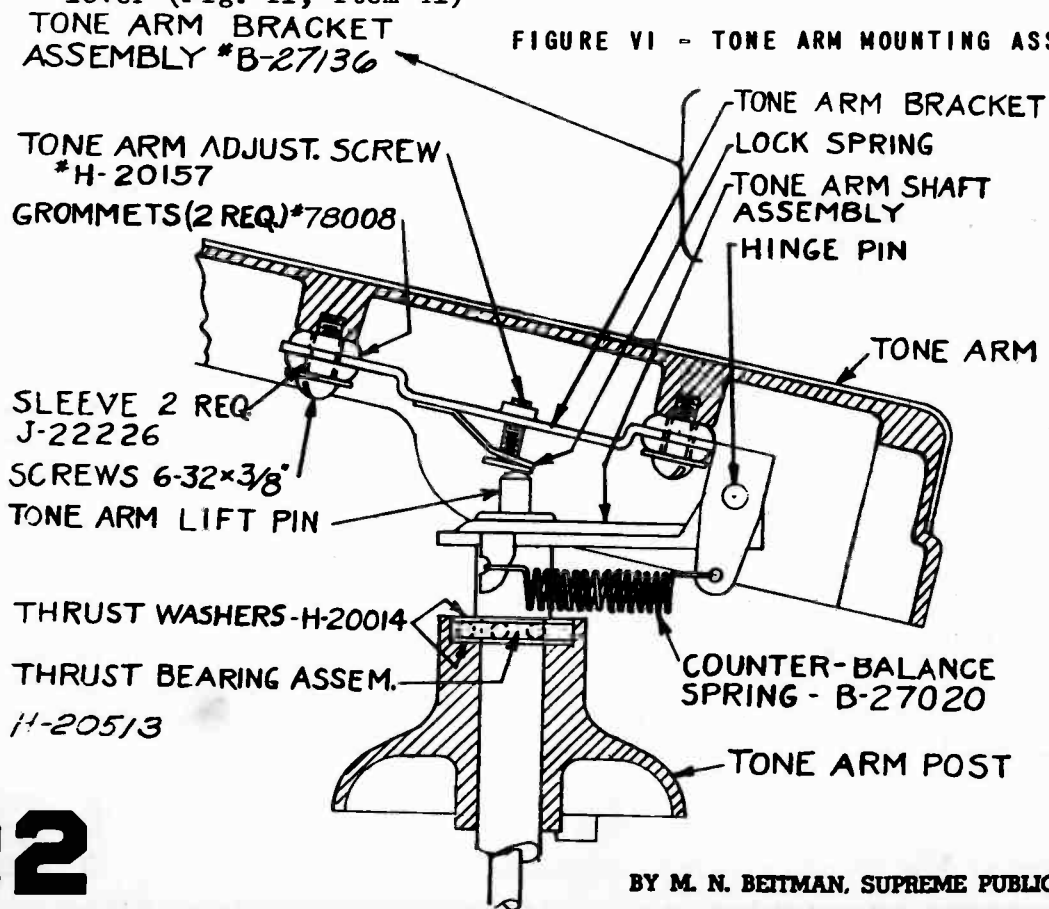 TONE ARM BRACKET
ASSEMBLY #B-27136
FIGURE VI - TONE ARM MOUNTING ASS
TONE ARM BRACKET
LOCK SPRING
TONE ARM SHAFT
ASSEMBLY
HINGE PIN
TONE ARM ADJUST. SCREW
#H-20157
GROMMETS (2 REQ.) #78008
TONE ARM
SLEEVE 2 REQ.
J-22226
SCREWS 6-32×3/8"
TONE ARM LIFT PIN
THRUST WASHERS-H-20014
THRUST BEARING ASSEM.
H-20513
COUNTER-BALANCE
SPRING - B-27020
TONE ARM POST
2
BY M. N. BEITMAN, SUPREME PUBLIC